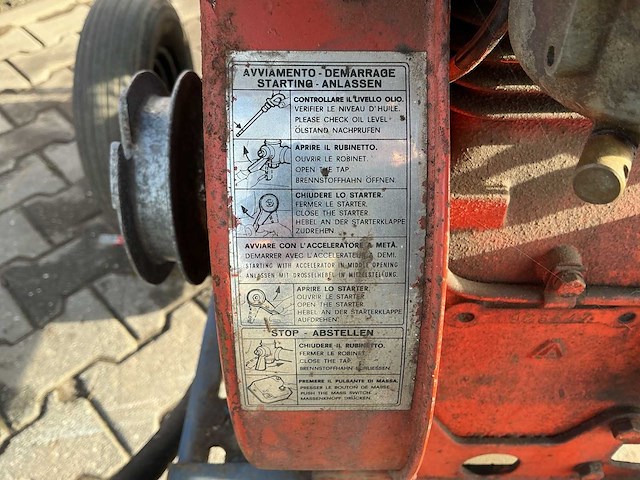 AVVIAMENTO - DEMARRAGE
STARTING - ANLASSEN
CONTROLLARE IL LIVELLO OLIO.
VERIFIER LE NIVEAU D'HUILE.
PLEASE CHECK OIL LEVEL
ÖLSTAND NACHPRÜFEN
APRIRE IL RUBINETTO.
OUVRIR LE ROBINET.
OPEN THE TAP.
BRENNSTOFFHAHN ÖFFNEN.
CHIUDERE LO STARTER.
FERMER LE STARTER.
CLOSE THE STARTER.
HEBEL AN DER STARTERKLAPPE
ZUDREHEN.
AVVIARE CON L'ACCELERATORE A METÀ.
DEMARRER AVEC L'ACCELERATEUR A DEMI.
STARTING WITH ACCELERATOR IN MIDDLE OPENING
ANLASSEN MIT DROSSELHEBEL IN MITTELSTELLUNG.
APRIRE LO STARTER.
OUVRIR LE STARTER.
OPEN THE STARTER.
HEBEL AN DER STARTERKLAPPE
AUFDREHEN.
STOP - ABSTELLEN
CHIUDERE IL RUBINETTO.
FERMER LE ROBINET.
CLOSE THE TAP.
BRENNSTOFFHAHN SCHLIESSEN.
PREMERE IL PULSANTE DI MASSA.
PRESSER LE BOUTON DE MASSE.
PUSH THE MASS SWITCH.
MASSENKNOPF DRÜCKEN.